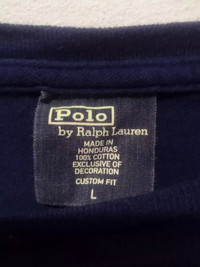 Polo
by Ralph Lauren
MADE IN
HONDURAS
100% COTTON
EXCLUSIVE OF
DECORATION
CUSTOM FIT
L